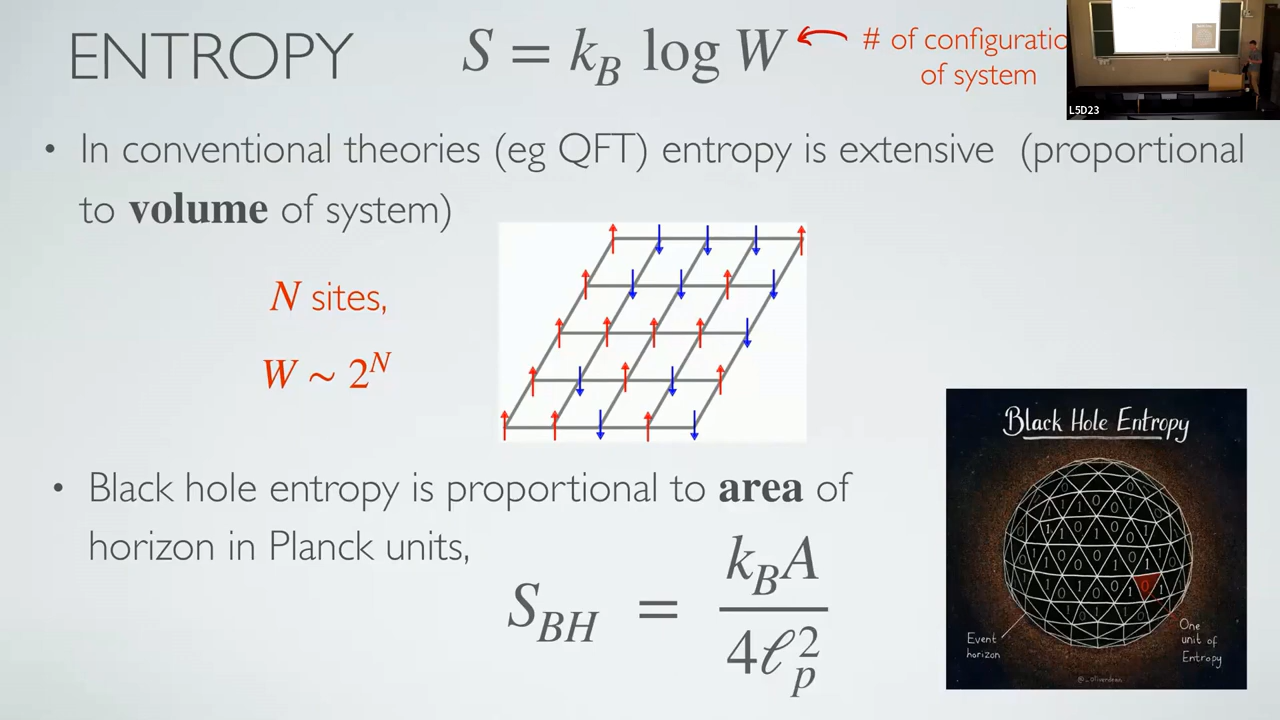 ENTROPY
S = k_B log W
# of configuratio
of system
L5D23
• In conventional theories (eg QFT) entropy is extensive (proportional
to volume of system)
N sites,
W ~ 2^N
• Black hole entropy is proportional to area of
horizon in Planck units,
S_BH = k_B A / 4ℓ_p^2
Black Hole Entropy
Event
horizon
One
unit of
Entropy